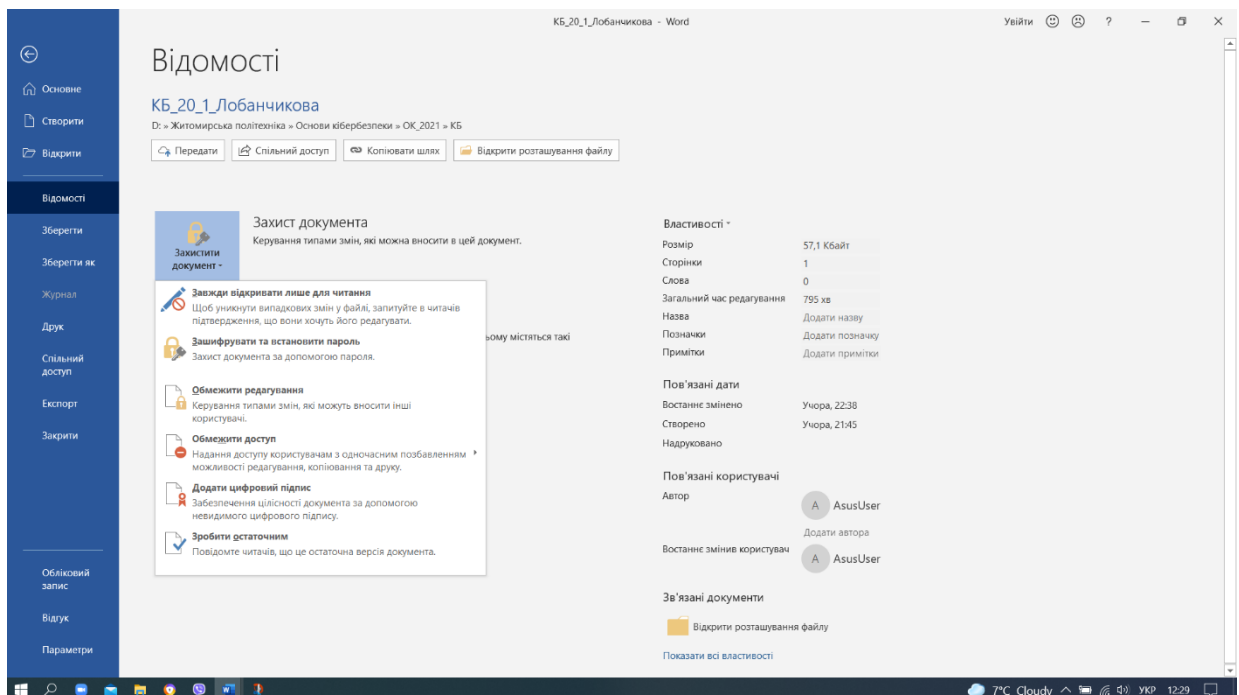 КБ_20_1_Лобанчикова - Word
Увійти
?
Основне
Створити
Відкрити
Відомості
Зберегти
Зберегти як
Журнал
Друк
Спільний
доступ
Експорт
Закрити
Обліковий
запис
Відгук
Параметри
Відомості
КБ_20_1_Лобанчикова
D: » Житомирська політехніка » Основи кібербезпеки » ОК_2021 » КБ
Передати
Спільний доступ
Копіювати шлях
Відкрити розташування файлу
Захистити
документ
Захист документа
Керування типами змін, які можна вносити в цей документ.
Завжди відкривати лише для читання
Щоб уникнути випадкових змін у файлі, запитуйте в читачів
підтвердження, що вони хочуть його редагувати.
ьому містяться такі
Зашифрувати та встановити пароль
Захист документа за допомогою пароля.
Обмежити редагування
Керування типами змін, які можуть вносити інші
користувачі.
Обмежити доступ
Надання доступу користувачам з одночасним позбавленням
можливості редагування, копіювання та друку.
Додати цифровий підпис
Забезпечення цілісності документа за допомогою
невидимого цифрового підпису.
Зробити остаточним
Повідомте читачів, що це остаточна версія документа.
Властивості
Розмір 57,1 Кбайт
Сторінки 1
Слова 0
Загальний час редагування 795 хв
Назва Додати назву
Позначки Додати позначку
Примітки Додати примітки
Пов'язані дати
Востаннє змінено Учора, 22:38
Створено Учора, 21:45
Надруковано
Пов'язані користувачі
Автор
A AsusUser
Додати автора
Востаннє змінив користувач
A AsusUser
Зв'язані документи
Відкрити розташування файлу
Показати всі властивості
7°C Cloudy УКР 12:29